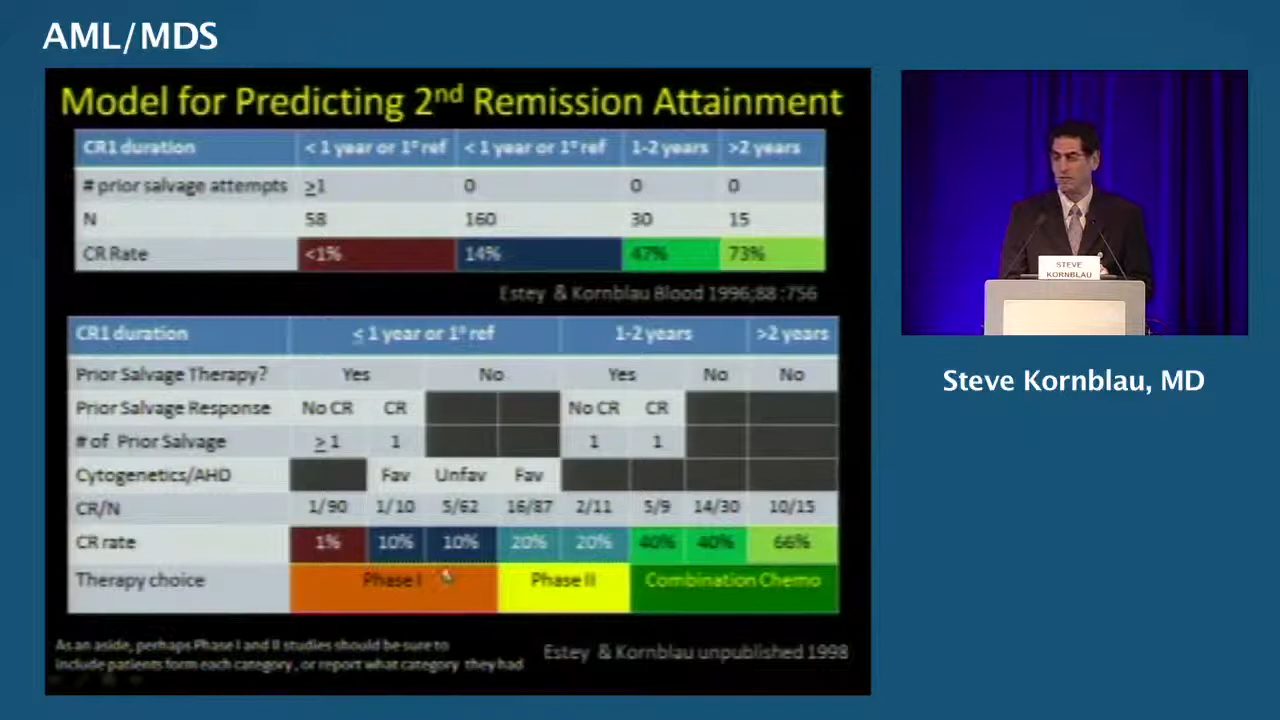 AML/MDS
Model for Predicting 2nd Remission Attainment
CR1 duration < 1 year or 1° ref < 1 year or 1° ref 1-2 years >2 years
# prior salvage attempts ≥1 0 0 0
N 58 160 30 15
CR Rate <1% 14% 47% 73%
Estey & Kornblau Blood 1996;88 :756
CR1 duration ≤ 1 year or 1° ref 1-2 years >2 years
Prior Salvage Therapy? Yes No Yes No No
Prior Salvage Response No CR CR No CR CR
# of Prior Salvage ≥1 1 1 1
Cytogenetics/AHD Fav Unfav Fav
CR/N 1/90 1/10 5/62 16/87 2/11 5/9 14/30 10/15
CR rate 1% 10% 10% 20% 20% 40% 40% 66%
Therapy choice Phase I Phase II Combination Chemo
As an aside, perhaps Phase I and II studies should be sure to
include patients form each category, or report what category they had
Estey & Kornblau unpublished 1998
STEVE
KORNBLAU
Steve Kornblau, MD